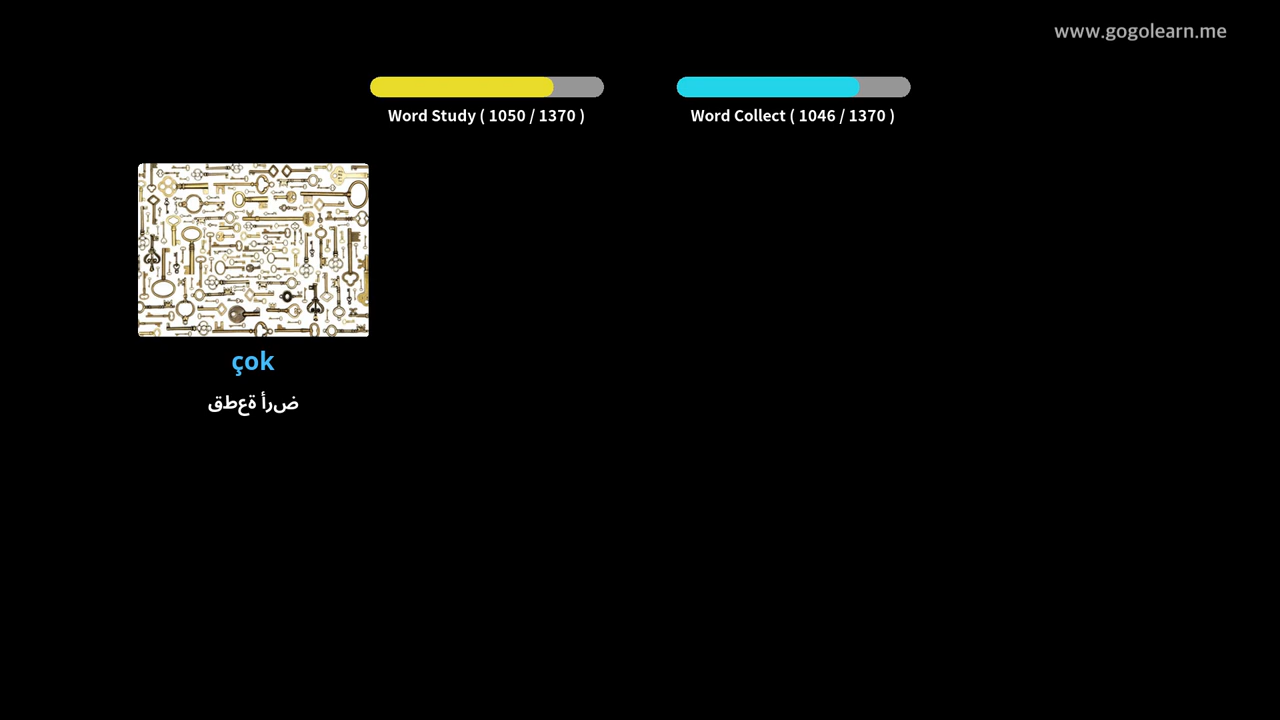 www.gogolearn.me
Word Study ( 1050 / 1370 )
Word Collect ( 1046 / 1370 )
çok
ضرأ ةعطق